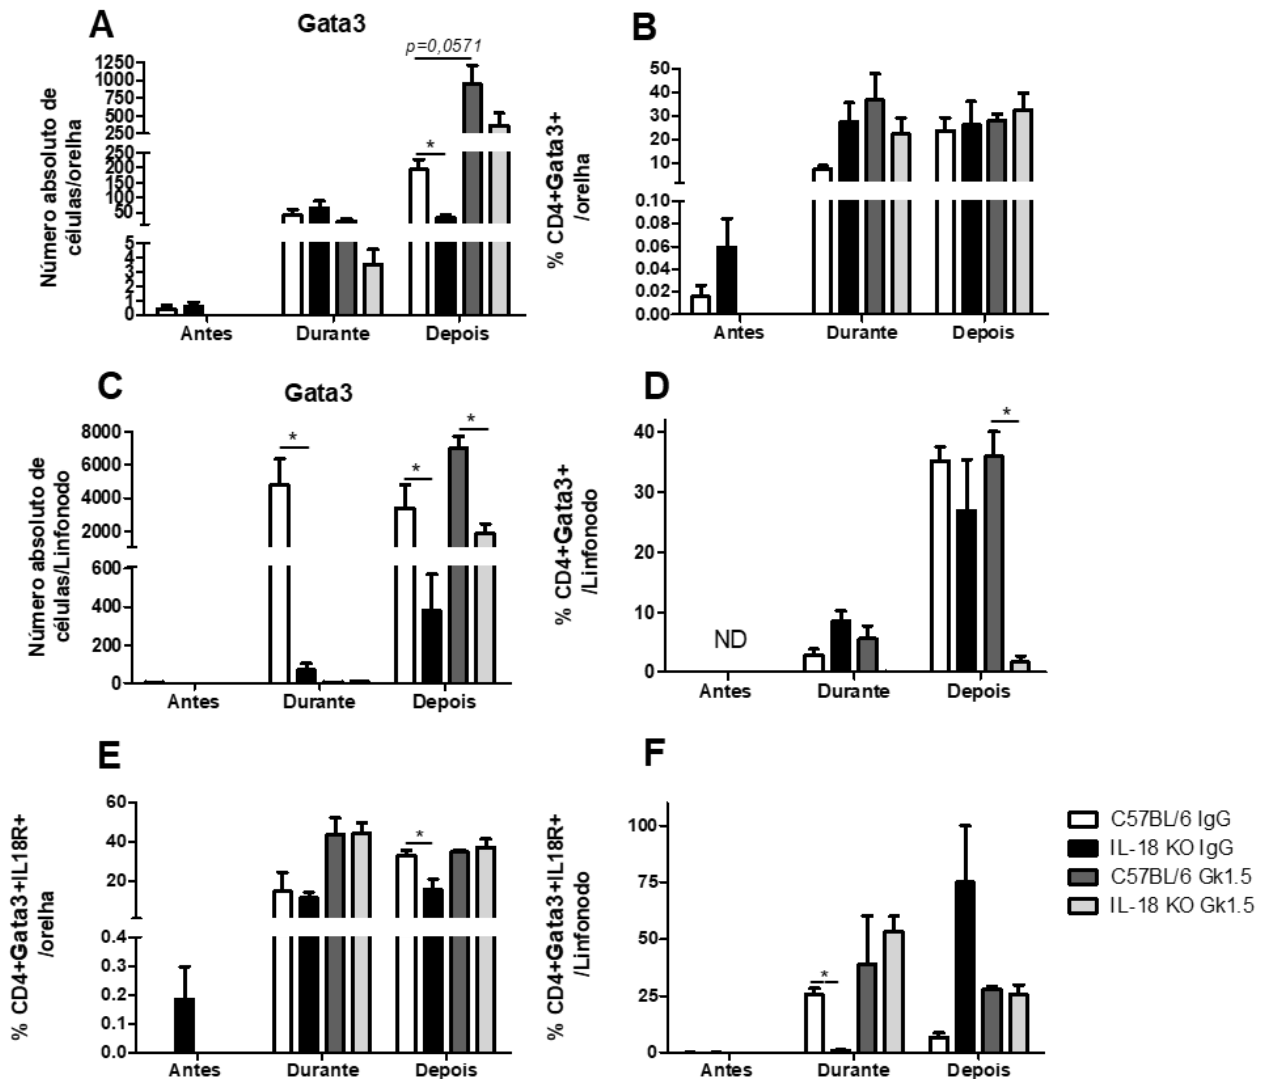 A
Gata3
p=0,0571
Número absoluto de
células/orelha
1250
1000
750
500
250
250
200
150
100
50
5
4
3
2
1
0
*
Antes
Durante
Depois
B
% CD4+Gata3+
/orelha
50
40
30
20
10
0.10
0.08
0.06
0.04
0.02
0.00
Antes
Durante
Depois
C
Gata3
Número absoluto de
células/Linfonodo
8000
6000
4000
2000
600
400
200
0
*
*
*
Antes
Durante
Depois
D
% CD4+Gata3+
/Linfonodo
40
30
20
10
0
ND
*
Antes
Durante
Depois
E
% CD4+Gata3+IL18R+
/orelha
60
40
20
0.4
0.3
0.2
0.1
0.0
*
Antes
Durante
Depois
F
% CD4+Gata3+IL18R+
/Linfonodo
100
75
50
25
0
*
Antes
Durante
Depois
C57BL/6 IgG
IL-18 KO IgG
C57BL/6 Gk1.5
IL-18 KO Gk1.5